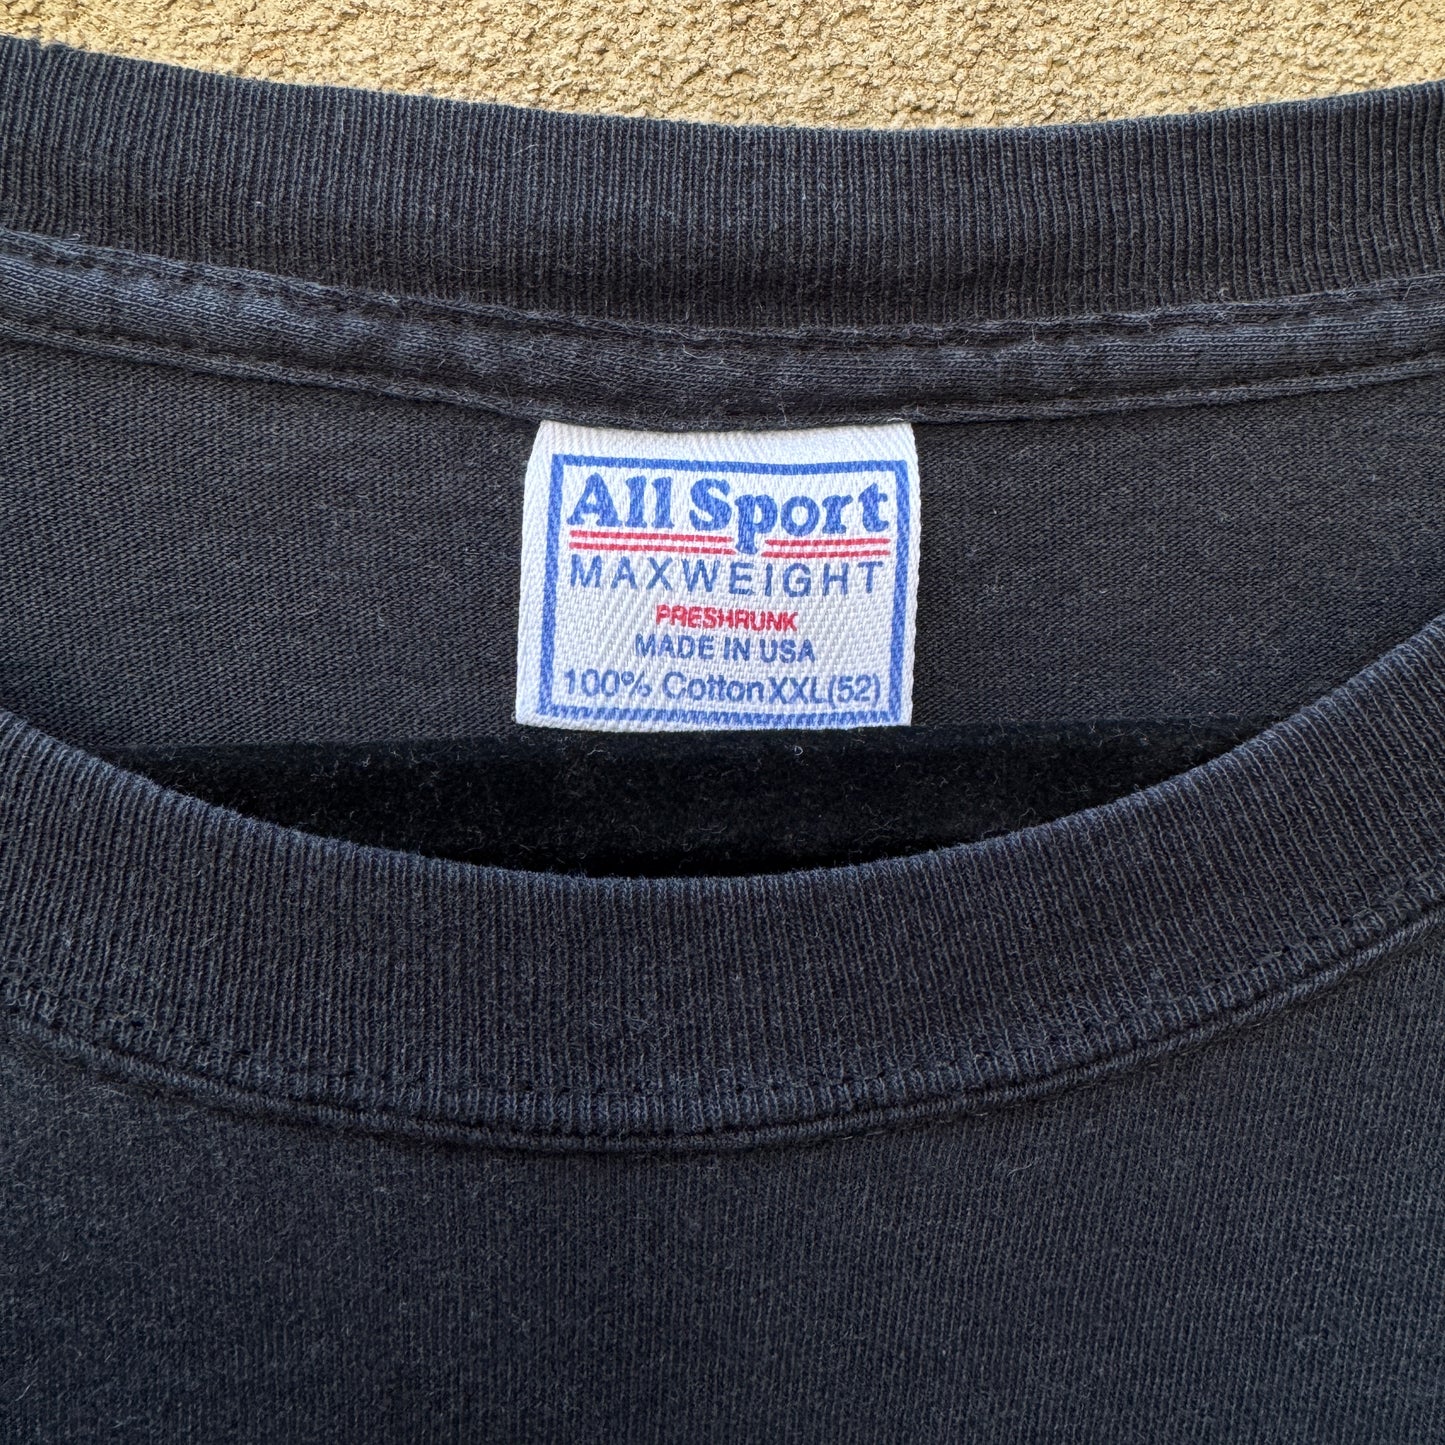 All Sport
MAXWEIGHT
PRESHRUNK
MADE IN USA
100% Cotton XXL(52)